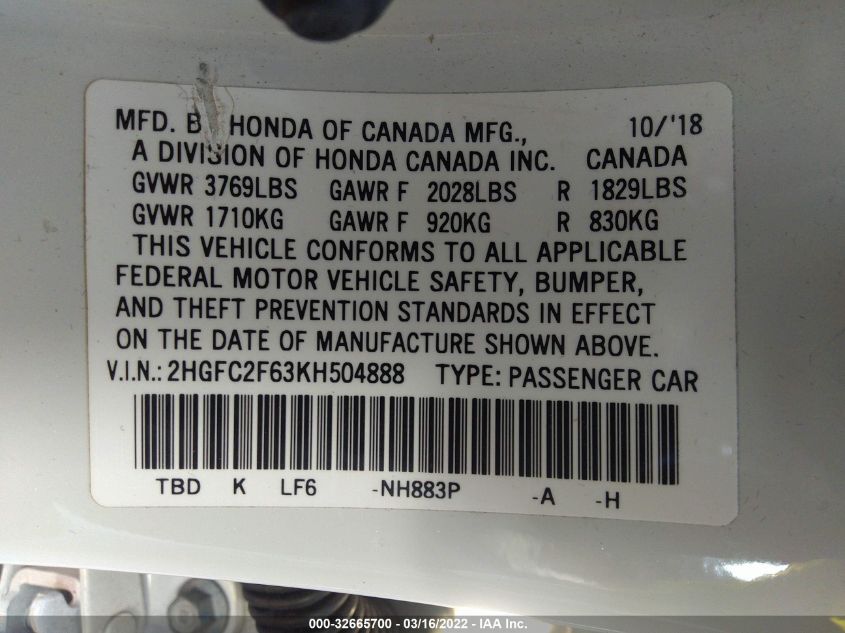 MFD. B HONDA OF CANADA MFG., 10/'18
A DIVISION OF HONDA CANADA INC. CANADA
GVWR 3769LBS GAWR F 2028LBS R 1829LBS
GVWR 1710KG GAWR F 920KG R 830KG
THIS VEHICLE CONFORMS TO ALL APPLICABLE
FEDERAL MOTOR VEHICLE SAFETY, BUMPER,
AND THEFT PREVENTION STANDARDS IN EFFECT
ON THE DATE OF MANUFACTURE SHOWN ABOVE.
V.I.N.: 2HGFC2F63KH504888 TYPE: PASSENGER CAR
TBD K LF6 -NH883P -A -H
000-32665700 - 03/16/2022 - IAA Inc.